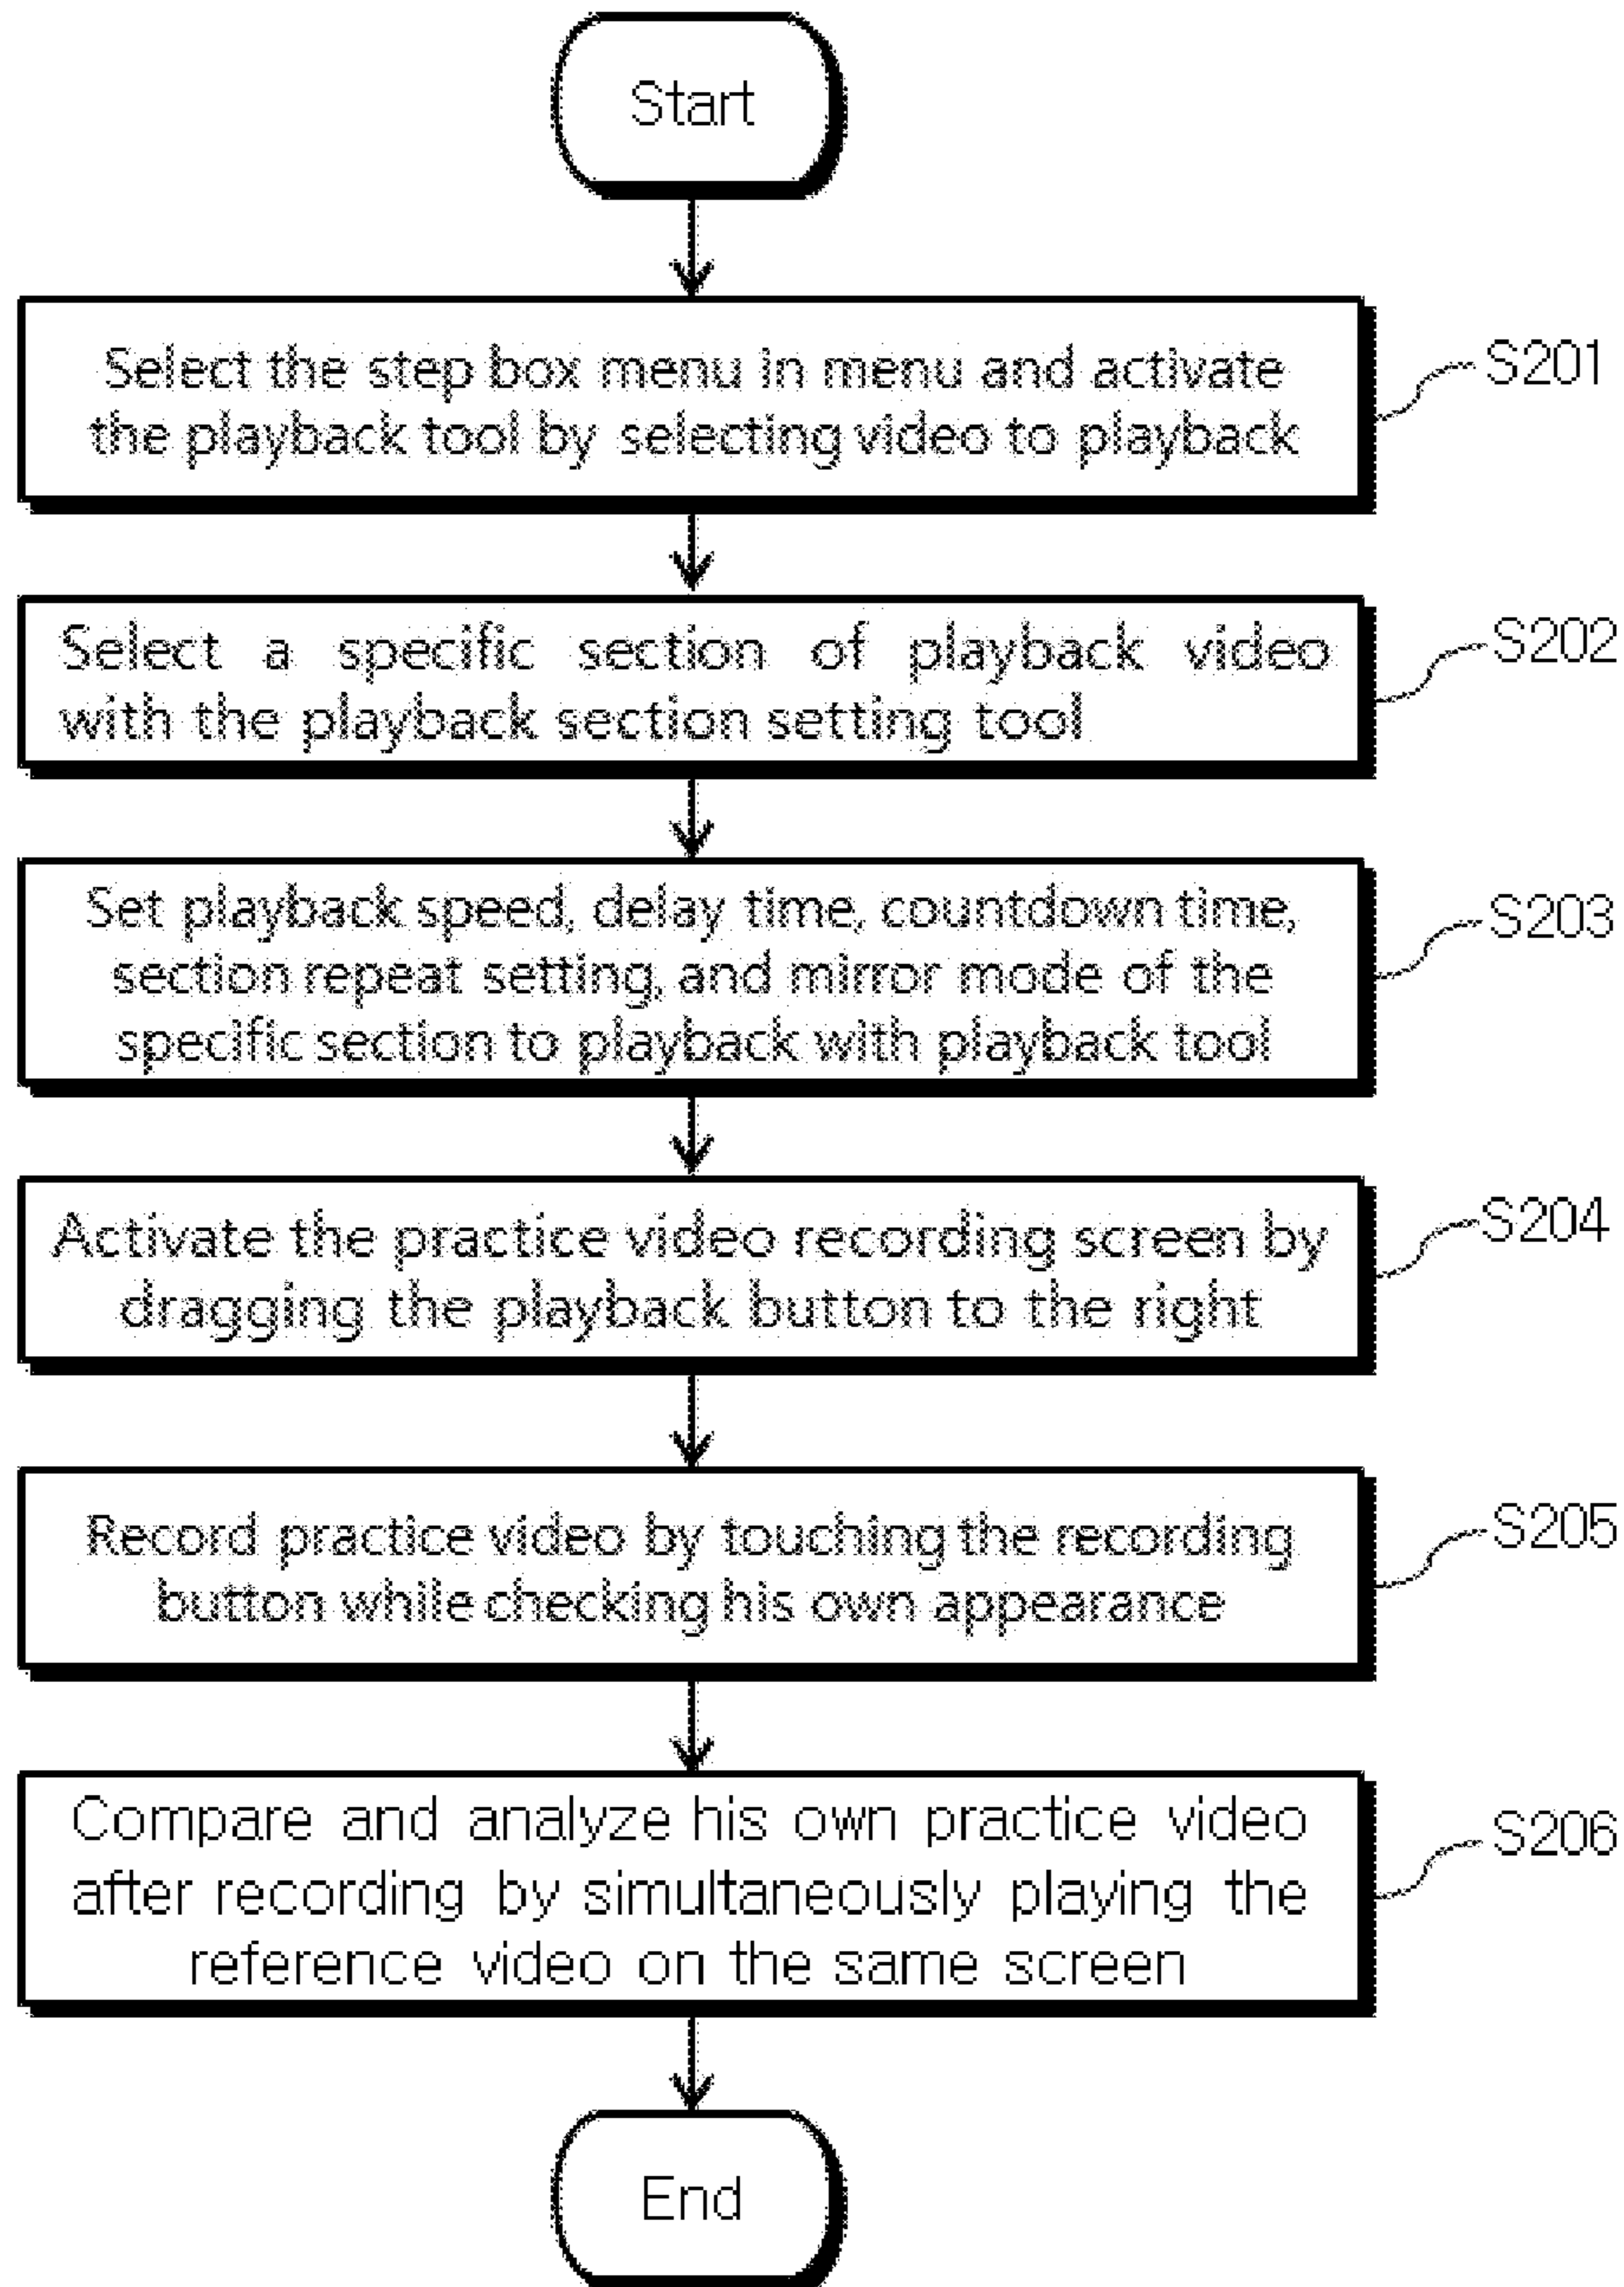 Start
Select the step box menu in menu and activate
the playback tool by selecting video to playback
S201
Select a specific section of playback video
with the playback section setting tool
S202
Set playback speed, delay time, countdown time,
section repeat setting, and mirror mode of the
specific section to playback with playback tool
S203
Activate the practice video recording screen by
dragging the playback button to the right
S204
Record practice video by touching the recording
button while checking his own appearance
S205
Compare and analyze his own practice video
after recording by simultaneously playing the
reference video on the same screen
S206
End